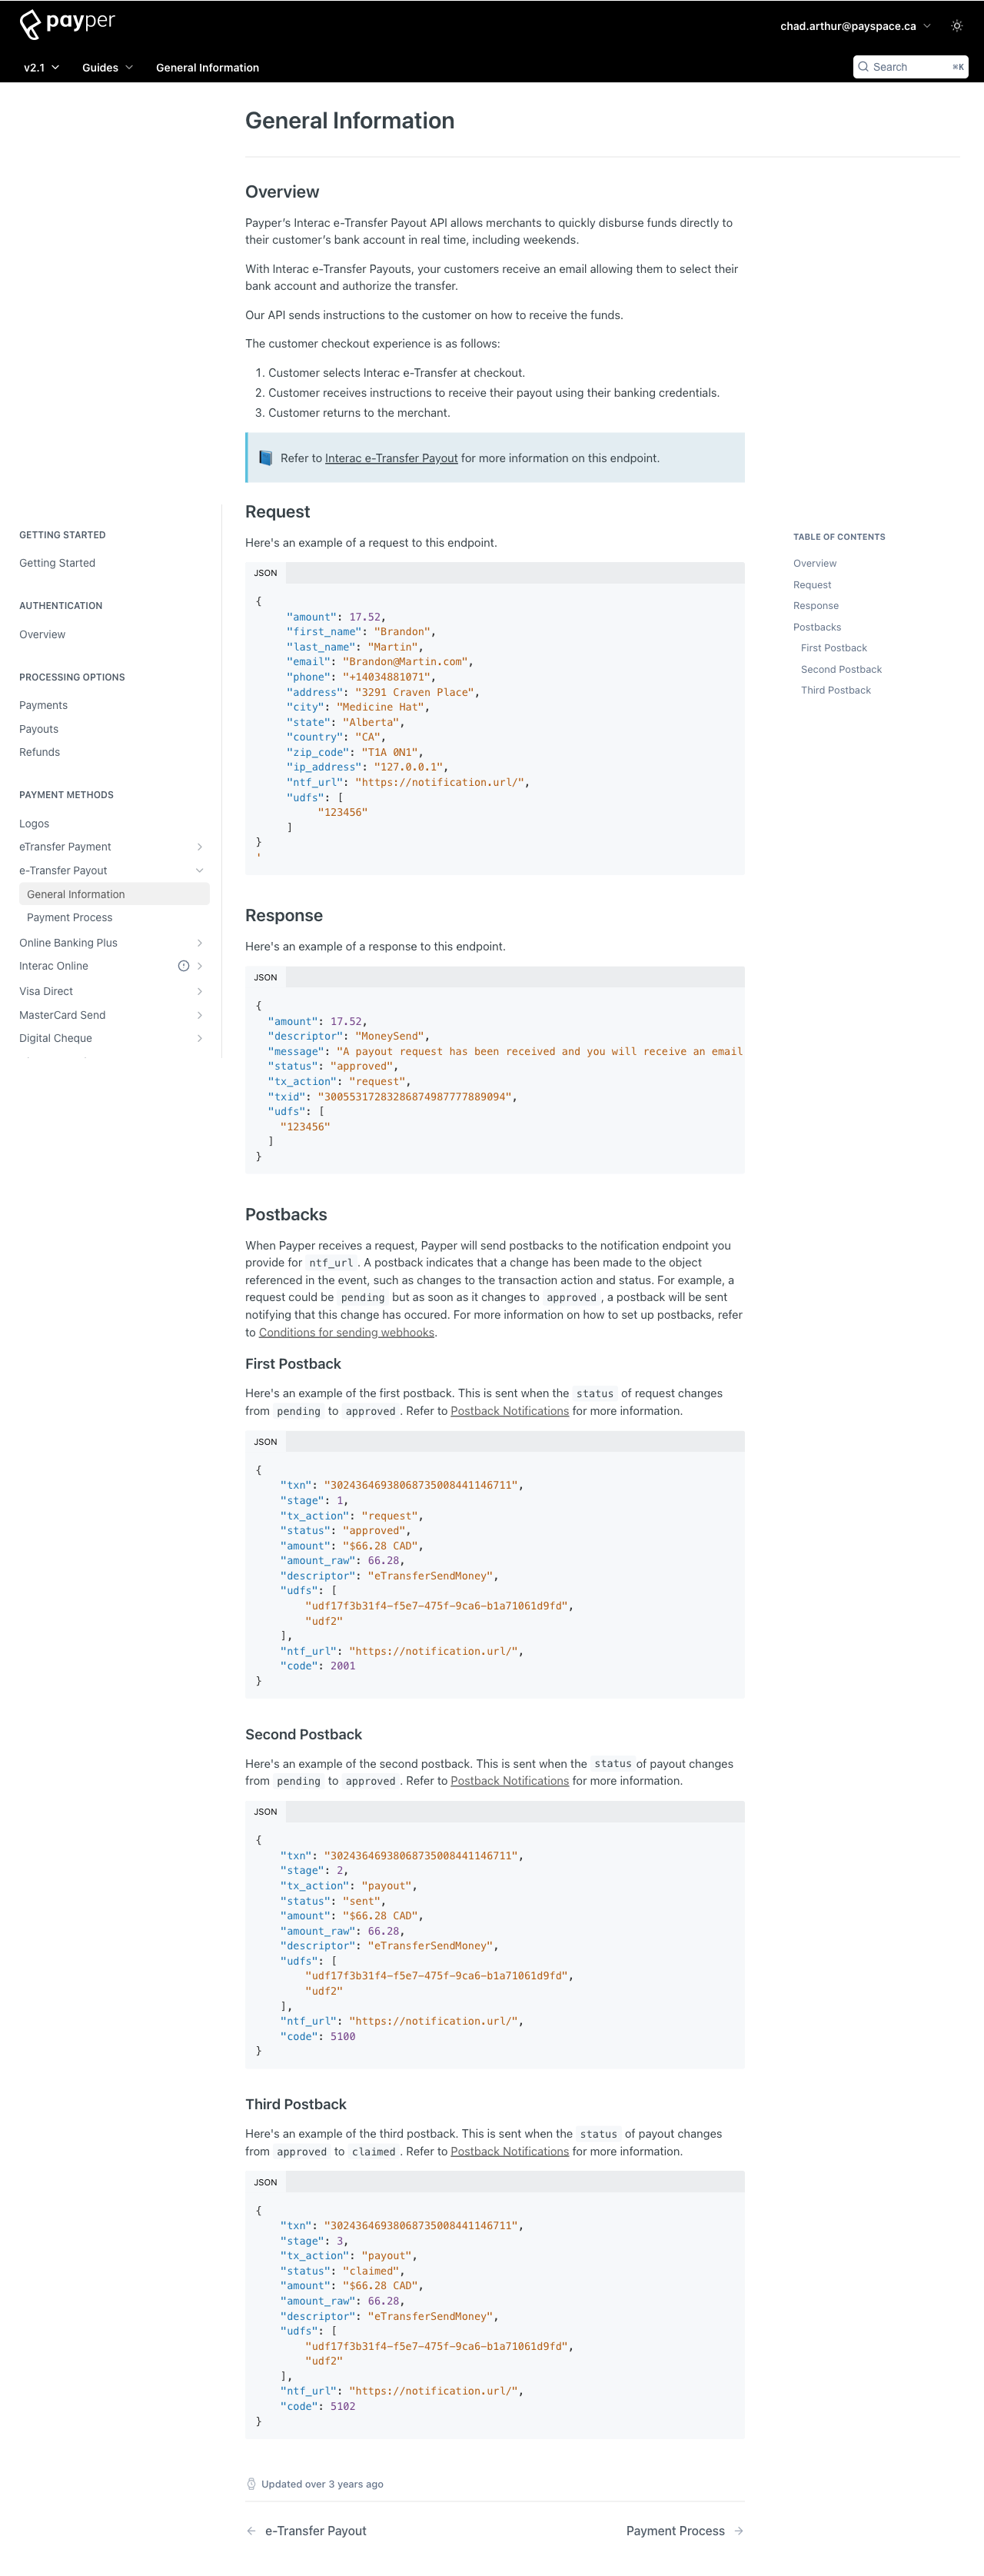 payper
chad.arthur@payspace.ca
v2.1
Guides
General Information
Search
⌘K
General Information
Overview
Payper's Interac e-Transfer Payout API allows merchants to quickly disburse funds directly to
their customer's bank account in real time, including weekends.
With Interac e-Transfer Payouts, your customers receive an email allowing them to select their
bank account and authorize the transfer.
Our API sends instructions to the customer on how to receive the funds.
The customer checkout experience is as follows:
1. Customer selects Interac e-Transfer at checkout.
2. Customer receives instructions to receive their payout using their banking credentials.
3. Customer returns to the merchant.
Refer to Interac e-Transfer Payout for more information on this endpoint.
GETTING STARTED
Getting Started
AUTHENTICATION
Overview
PROCESSING OPTIONS
Payments
Payouts
Refunds
PAYMENT METHODS
Logos
eTransfer Payment
e-Transfer Payout
General Information
Payment Process
Online Banking Plus
Interac Online
Visa Direct
MasterCard Send
Digital Cheque
TABLE OF CONTENTS
Overview
Request
Response
Postbacks
First Postback
Second Postback
Third Postback
Request
Here's an example of a request to this endpoint.
JSON
{
"amount": 17.52,
"first_name": "Brandon",
"last_name": "Martin",
"email": "Brandon@Martin.com",
"phone": "+14034881071",
"address": "3291 Craven Place",
"city": "Medicine Hat",
"state": "Alberta",
"country": "CA",
"zip_code": "T1A 0N1",
"ip_address": "127.0.0.1",
"ntf_url": "https://notification.url/",
"udfs": [
"123456"
]
}
'
Response
Here's an example of a response to this endpoint.
JSON
{
"amount": 17.52,
"descriptor": "MoneySend",
"message": "A payout request has been received and you will receive an email
"status": "approved",
"tx_action": "request",
"txid": "30055317283286874987777889094",
"udfs": [
"123456"
]
}
Postbacks
When Payper receives a request, Payper will send postbacks to the notification endpoint you
provide for ntf_url. A postback indicates that a change has been made to the object
referenced in the event, such as changes to the transaction action and status. For example, a
request could be pending but as soon as it changes to approved, a postback will be sent
notifying that this change has occured. For more information on how to set up postbacks, refer
to Conditions for sending webhooks.
First Postback
Here's an example of the first postback. This is sent when the status of request changes
from pending to approved. Refer to Postback Notifications for more information.
JSON
{
"txn": "30243646938068735008441146711",
"stage": 1,
"tx_action": "request",
"status": "approved",
"amount": "$66.28 CAD",
"amount_raw": 66.28,
"descriptor": "eTransferSendMoney",
"udfs": [
"udf17f3b31f4-f5e7-475f-9ca6-b1a71061d9fd",
"udf2"
],
"ntf_url": "https://notification.url/",
"code": 2001
}
Second Postback
Here's an example of the second postback. This is sent when the status of payout changes
from pending to approved. Refer to Postback Notifications for more information.
JSON
{
"txn": "30243646938068735008441146711",
"stage": 2,
"tx_action": "payout",
"status": "sent",
"amount": "$66.28 CAD",
"amount_raw": 66.28,
"descriptor": "eTransferSendMoney",
"udfs": [
"udf17f3b31f4-f5e7-475f-9ca6-b1a71061d9fd",
"udf2"
],
"ntf_url": "https://notification.url/",
"code": 5100
}
Third Postback
Here's an example of the third postback. This is sent when the status of payout changes
from approved to claimed. Refer to Postback Notifications for more information.
JSON
{
"txn": "30243646938068735008441146711",
"stage": 3,
"tx_action": "payout",
"status": "claimed",
"amount": "$66.28 CAD",
"amount_raw": 66.28,
"descriptor": "eTransferSendMoney",
"udfs": [
"udf17f3b31f4-f5e7-475f-9ca6-b1a71061d9fd",
"udf2"
],
"ntf_url": "https://notification.url/",
"code": 5102
}
Updated over 3 years ago
← e-Transfer Payout
Payment Process →